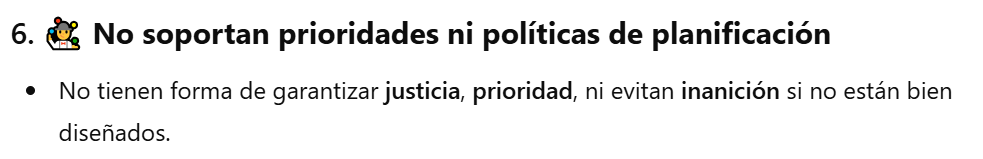 6. 🤹 No soportan prioridades ni políticas de planificación
• No tienen forma de garantizar justicia, prioridad, ni evitan inanición si no están bien
diseñados.